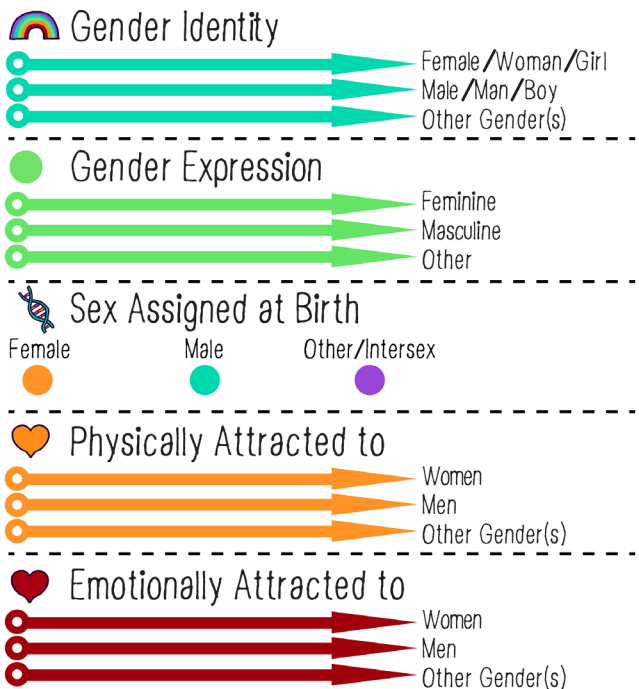 Gender Identity
Female/Woman/Girl
Male/Man/Boy
Other Gender(s)
Gender Expression
Feminine
Masculine
Other
Sex Assigned at Birth
Female Male Other/Intersex
Physically Attracted to
Women
Men
Other Gender(s)
Emotionally Attracted to
Women
Men
Other Gender(s)